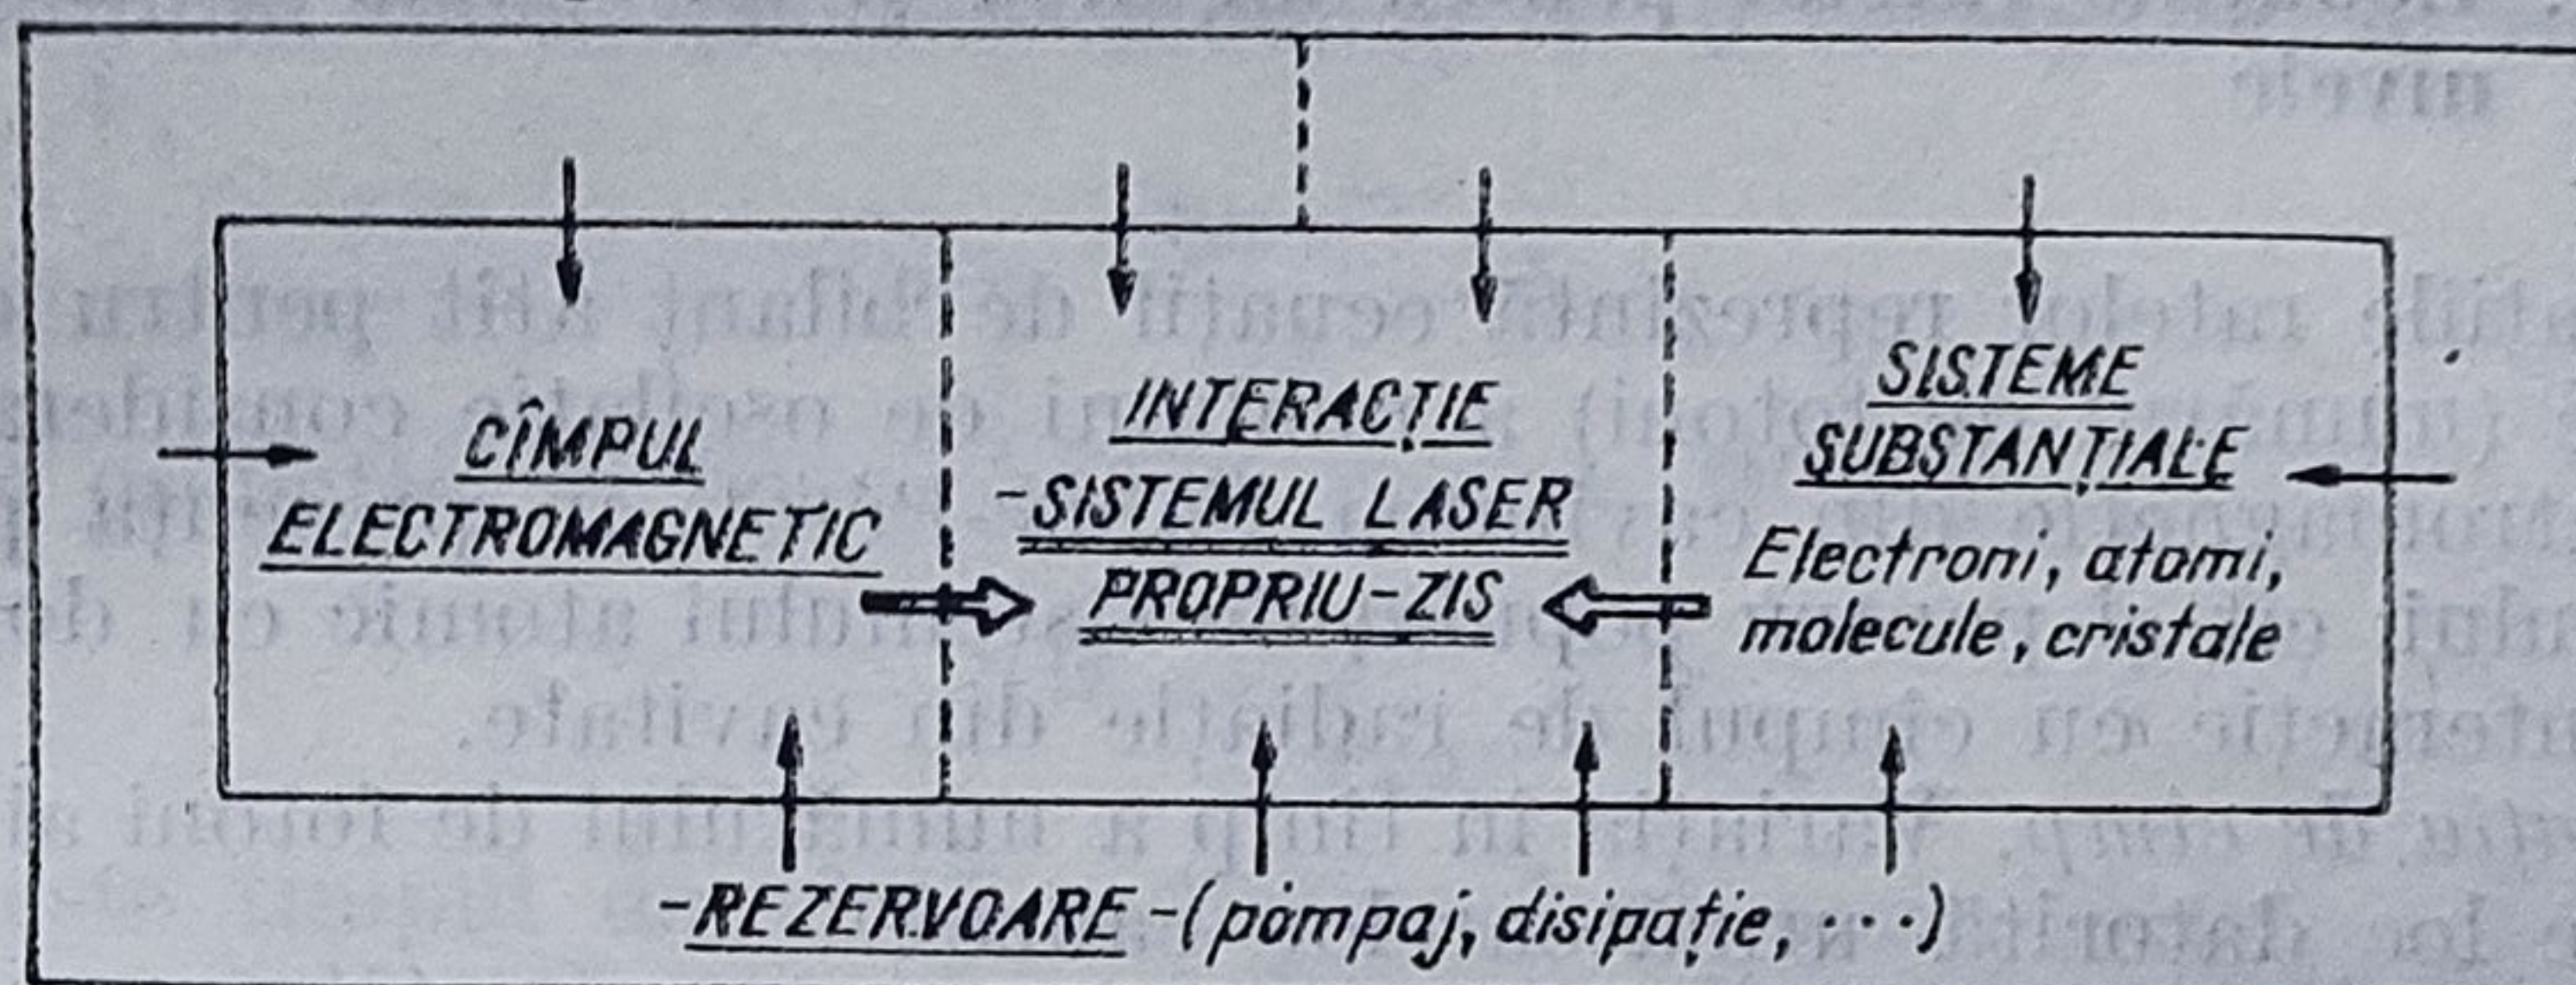 CÎMPUL
ELECTROMAGNETIC
INTERACȚIE
-SISTEMUL LASER
PROPRIU-ZIS
SISTEME
SUBSTANȚIALE
Electroni, atomi,
molecule, cristale
-REZERVOARE-(pompaj, disipație, ...)